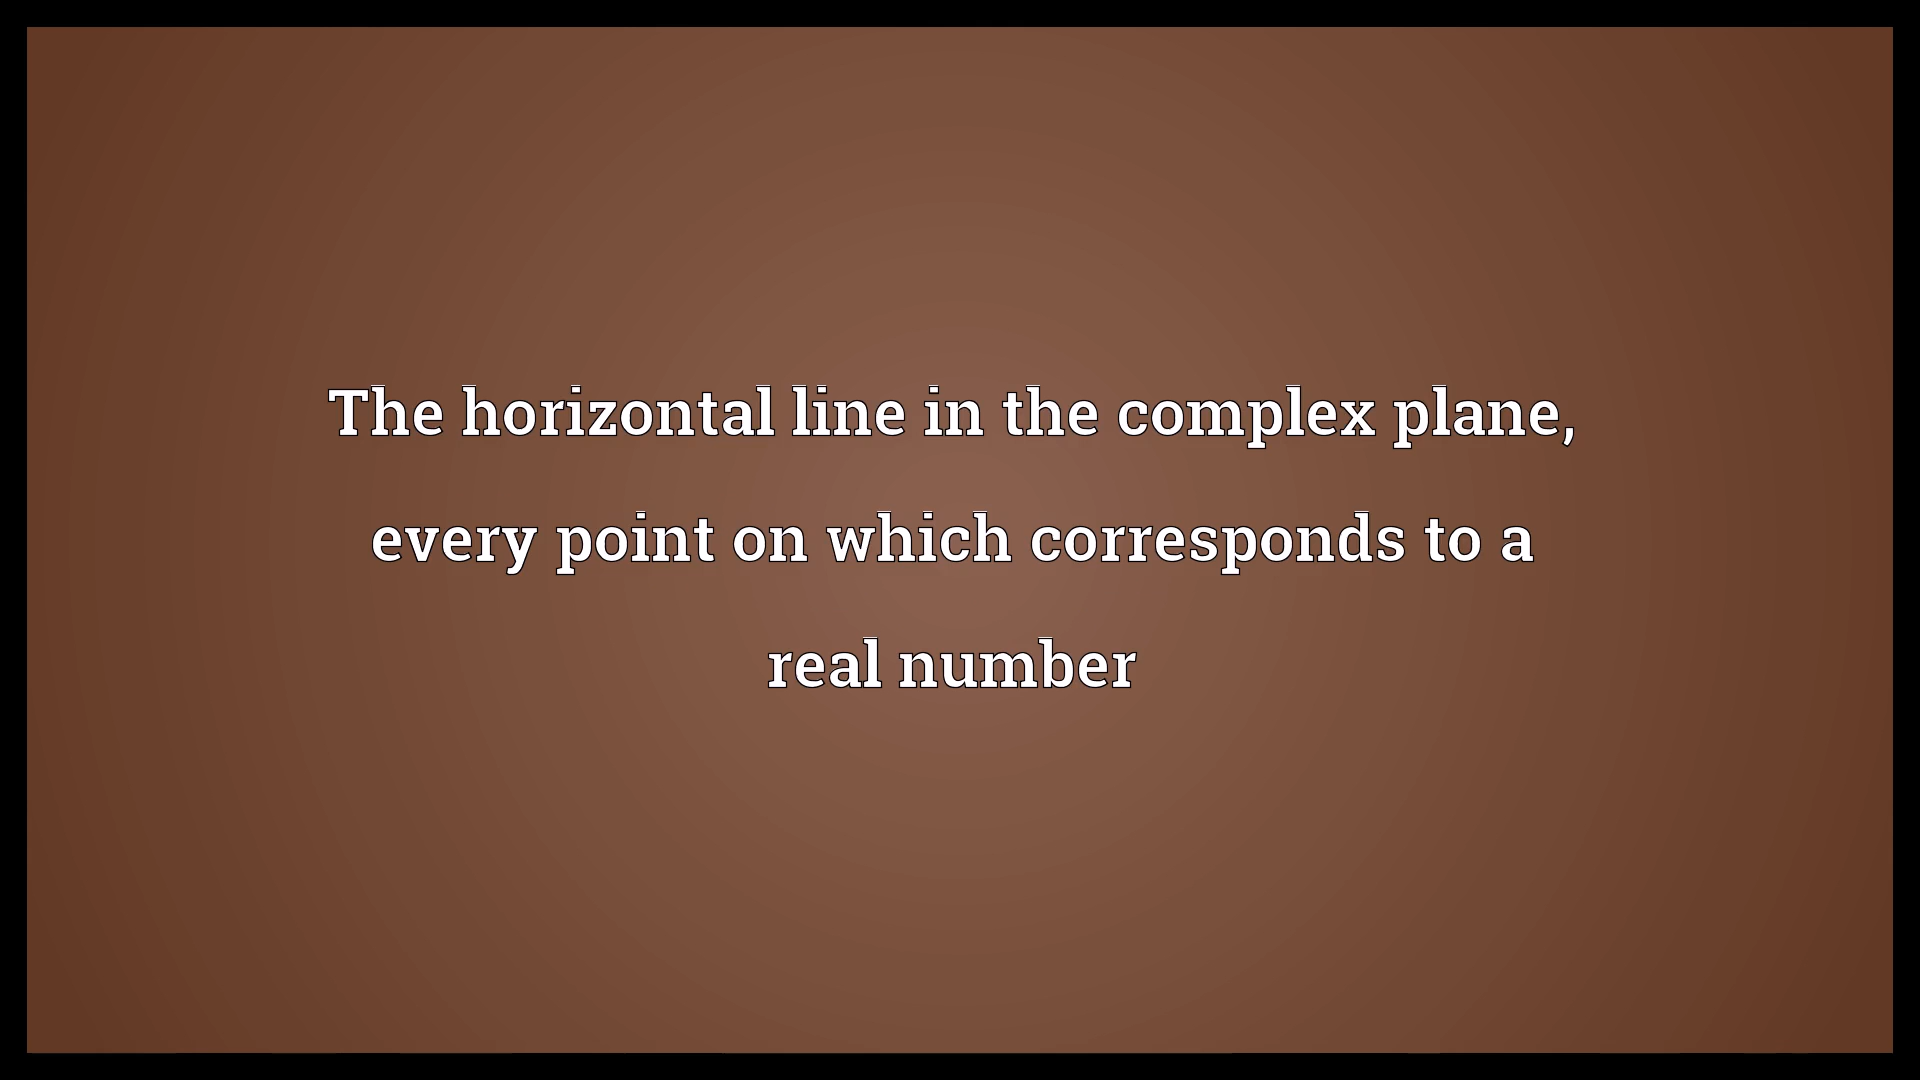 The horizontal line in the complex plane,
every point on which corresponds to a
real number